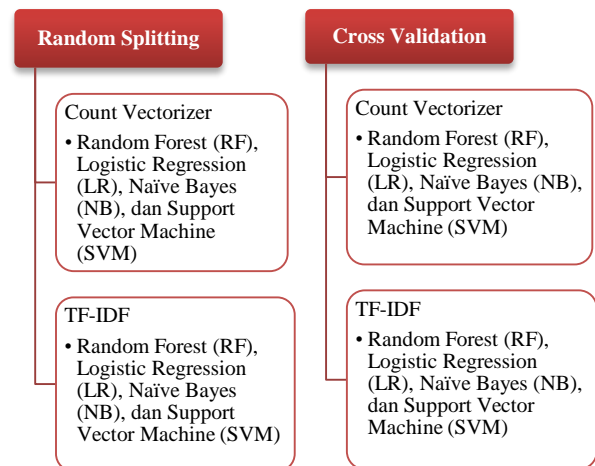 Random Splitting
Count Vectorizer
• Random Forest (RF),
Logistic Regression
(LR), Naïve Bayes
(NB), dan Support
Vector Machine
(SVM)
TF-IDF
• Random Forest (RF),
Logistic Regression
(LR), Naïve Bayes
(NB), dan Support
Vector Machine (SVM)
Cross Validation
Count Vectorizer
• Random Forest (RF),
Logistic Regression
(LR), Naïve Bayes (NB),
dan Support Vector
Machine (SVM)
TF-IDF
• Random Forest (RF),
Logistic Regression
(LR), Naïve Bayes (NB),
dan Support Vector
Machine (SVM)